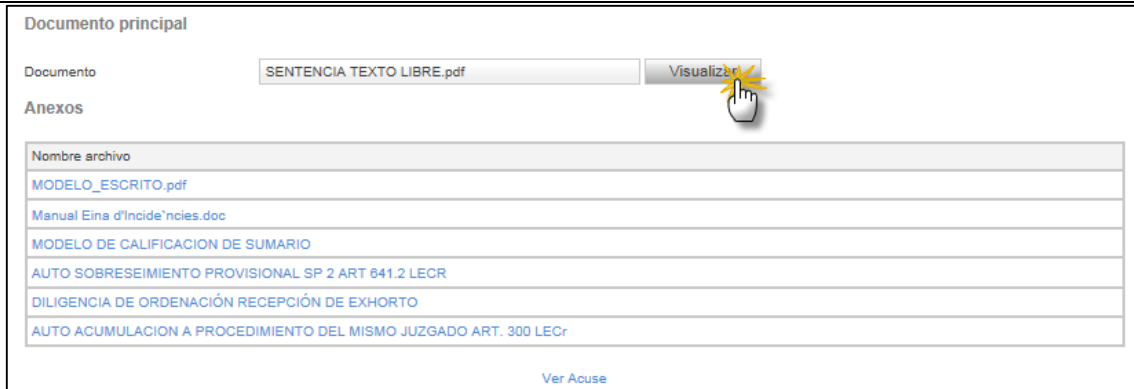 Documento principal
Documento SENTENCIA TEXTO LIBRE.pdf Visualizar
Anexos
Nombre archivo
MODELO_ESCRITO.pdf
Manual Eina d'Incide`ncies.doc
MODELO DE CALIFICACION DE SUMARIO
AUTO SOBRESEIMIENTO PROVISIONAL SP 2 ART 641.2 LECR
DILIGENCIA DE ORDENACIÓN RECEPCIÓN DE EXHORTO
AUTO ACUMULACION A PROCEDIMIENTO DEL MISMO JUZGADO ART. 300 LECr
Ver Acuse